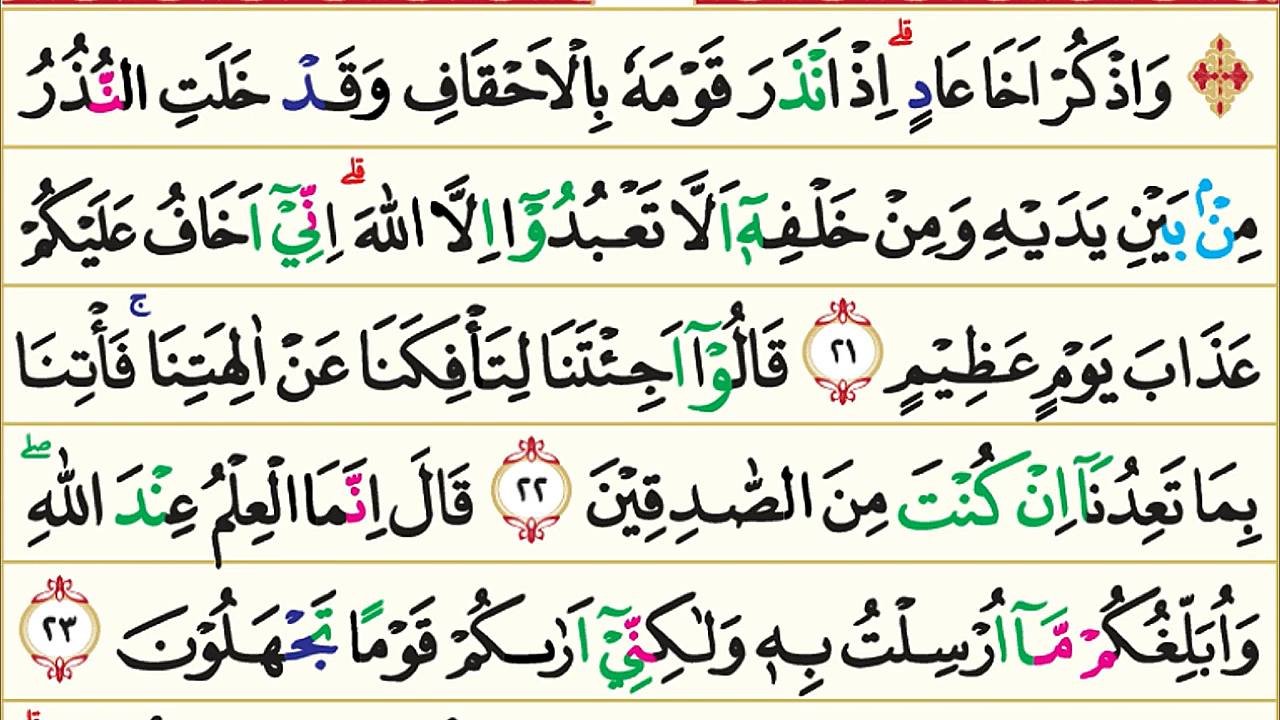 وَاذْكُرْ اَخَا عَادٍ ؕ اِذْ اَنْذَرَ قَوْمَهٗ بِالْاَحْقَافِ وَقَدْ خَلَتِ النُّذُرُ
مِنْۢ بَيْنِ يَدَيْهِ وَمِنْ خَلْفِهٖۤ اَلَّا تَعْبُدُوْۤا اِلَّا اللّٰهَ ؕ اِنِّيْۤ اَخَافُ عَلَيْكُمْ
عَذَابَ يَوْمٍ عَظِيْمٍ ٢١ قَالُوْۤا اَجِئْتَنَا لِتَأْفِكَنَا عَنْ اٰلِهَتِنَا ۚ فَأْتِنَا
بِمَا تَعِدُنَاۤ اِنْ كُنْتَ مِنَ الصّٰدِقِيْنَ ٢٢ قَالَ اِنَّمَا الْعِلْمُ عِنْدَ اللّٰهِ ۖ
وَاُبَلِّغُكُمْ مَّاۤ اُرْسِلْتُ بِهٖ وَلٰكِنِّيْۤ اَرٰىكُمْ قَوْمًا تَجْهَلُوْنَ ٢٣